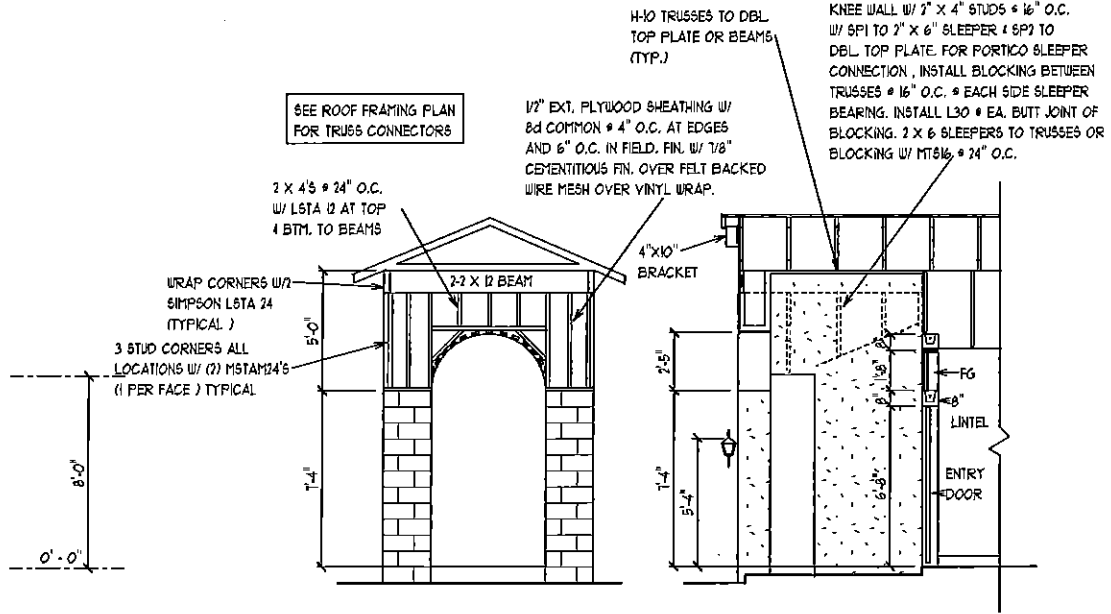 H-10 TRUSSES TO DBL.
TOP PLATE OR BEAMS
(TYP.)
KNEE WALL W/ 2" X 4" STUDS @ 16" O.C.
W/ SP1 TO 2" X 6" SLEEPER & SP2 TO
DBL. TOP PLATE. FOR PORTICO SLEEPER
CONNECTION , INSTALL BLOCKING BETWEEN
TRUSSES @ 16" O.C. @ EACH SIDE SLEEPER
BEARING. INSTALL L30 @ EA. BUTT JOINT OF
BLOCKING. 2 X 6 SLEEPERS TO TRUSSES OR
BLOCKING W/ MTS16 @ 24" O.C.
SEE ROOF FRAMING PLAN
FOR TRUSS CONNECTORS
1/2" EXT. PLYWOOD SHEATHING W/
8d COMMON @ 4" O.C. AT EDGES
AND 6" O.C. IN FIELD. FIN. W/ 7/8"
CEMENTITIOUS FIN. OVER FELT BACKED
WIRE MESH OVER VINYL WRAP.
2 X 4'S @ 24" O.C.
W/ LSTA 12 AT TOP
& BTM. TO BEAMS
4"X10"
BRACKET
WRAP CORNERS W/2
SIMPSON LSTA 24
(TYPICAL )
2-2 X 12 BEAM
3 STUD CORNERS ALL
LOCATIONS W/ (2) MSTAM24'S
(1 PER FACE ) TYPICAL
5'-0"
2'-5"
8"
1'-8"
8"
FG
8"
LINTEL
8'-0"
7'-4"
7'-4"
5'-4"
6'-8"
ENTRY
DOOR
0'-0"